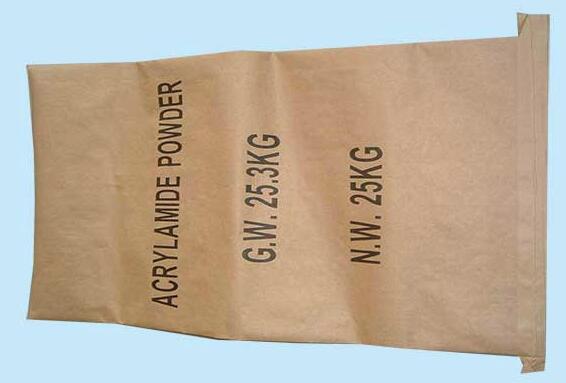 ACRYLAMIDE POWDER
G.W. 25.3KG
N.W. 25KG